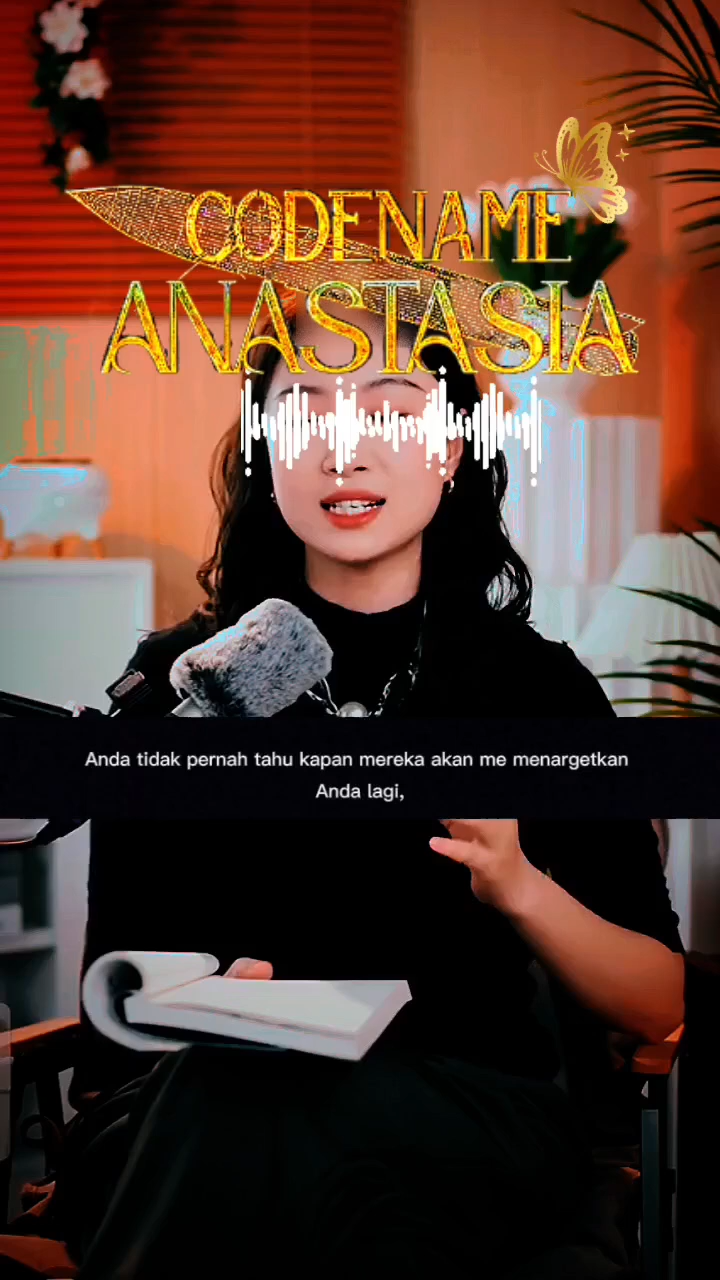 CODENAME
ANASTASIA
Anda tidak pernah tahu kapan mereka akan me menargetkan
Anda lagi,